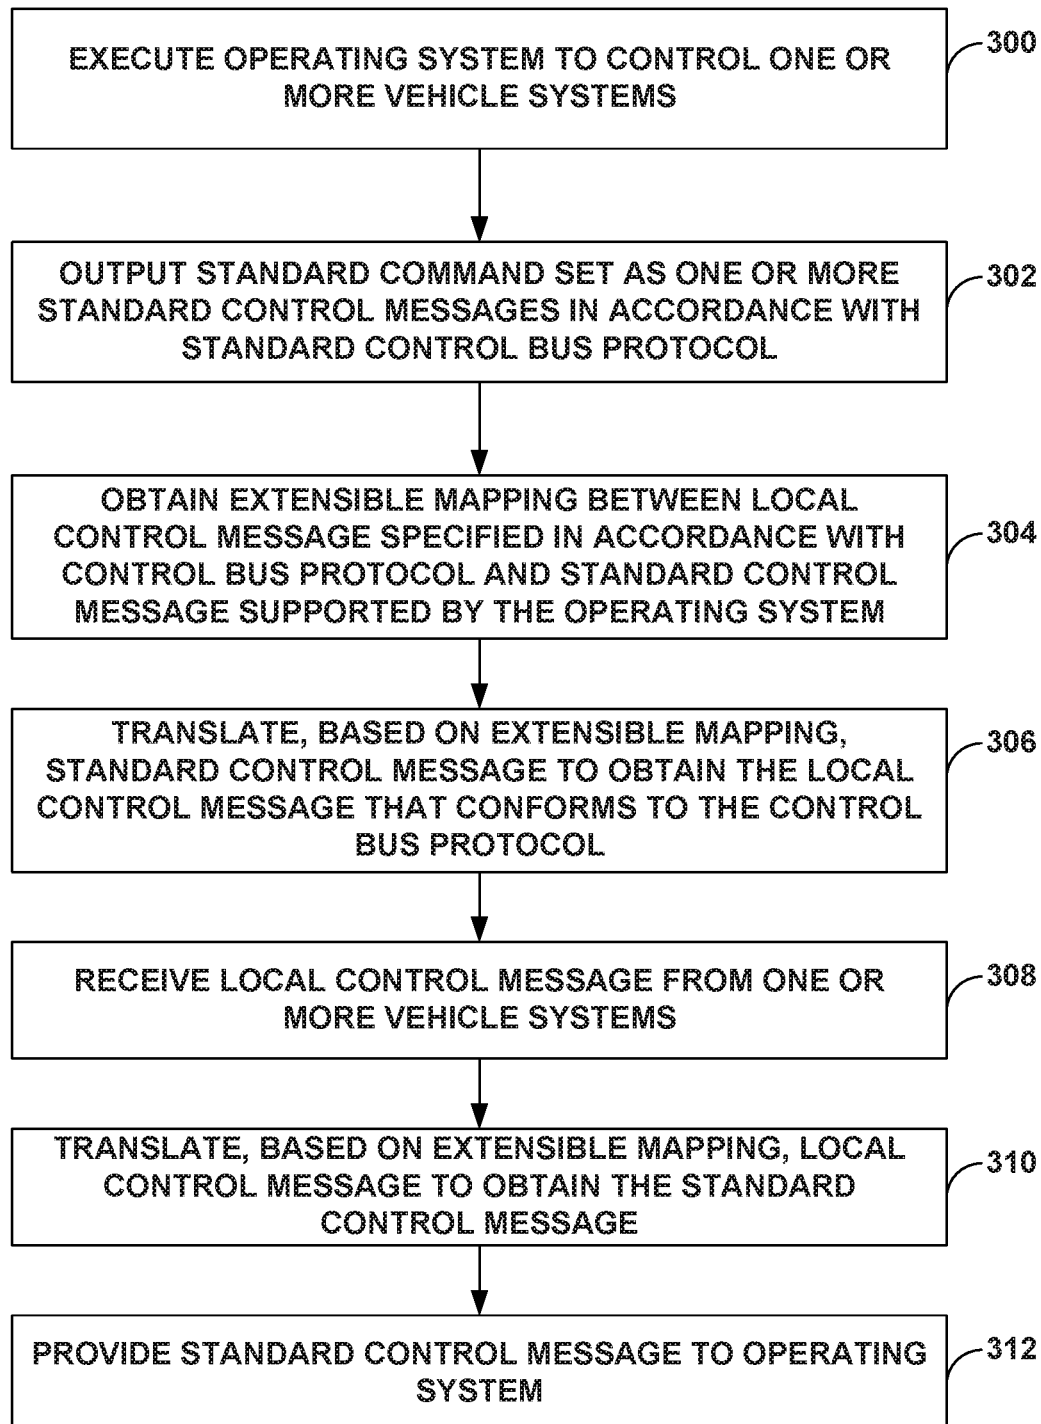 EXECUTE OPERATING SYSTEM TO CONTROL ONE OR
MORE VEHICLE SYSTEMS
300
OUTPUT STANDARD COMMAND SET AS ONE OR MORE
STANDARD CONTROL MESSAGES IN ACCORDANCE WITH
STANDARD CONTROL BUS PROTOCOL
302
OBTAIN EXTENSIBLE MAPPING BETWEEN LOCAL
CONTROL MESSAGE SPECIFIED IN ACCORDANCE WITH
CONTROL BUS PROTOCOL AND STANDARD CONTROL
MESSAGE SUPPORTED BY THE OPERATING SYSTEM
304
TRANSLATE, BASED ON EXTENSIBLE MAPPING,
STANDARD CONTROL MESSAGE TO OBTAIN THE LOCAL
CONTROL MESSAGE THAT CONFORMS TO THE CONTROL
BUS PROTOCOL
306
RECEIVE LOCAL CONTROL MESSAGE FROM ONE OR
MORE VEHICLE SYSTEMS
308
TRANSLATE, BASED ON EXTENSIBLE MAPPING, LOCAL
CONTROL MESSAGE TO OBTAIN THE STANDARD
CONTROL MESSAGE
310
PROVIDE STANDARD CONTROL MESSAGE TO OPERATING
SYSTEM
312